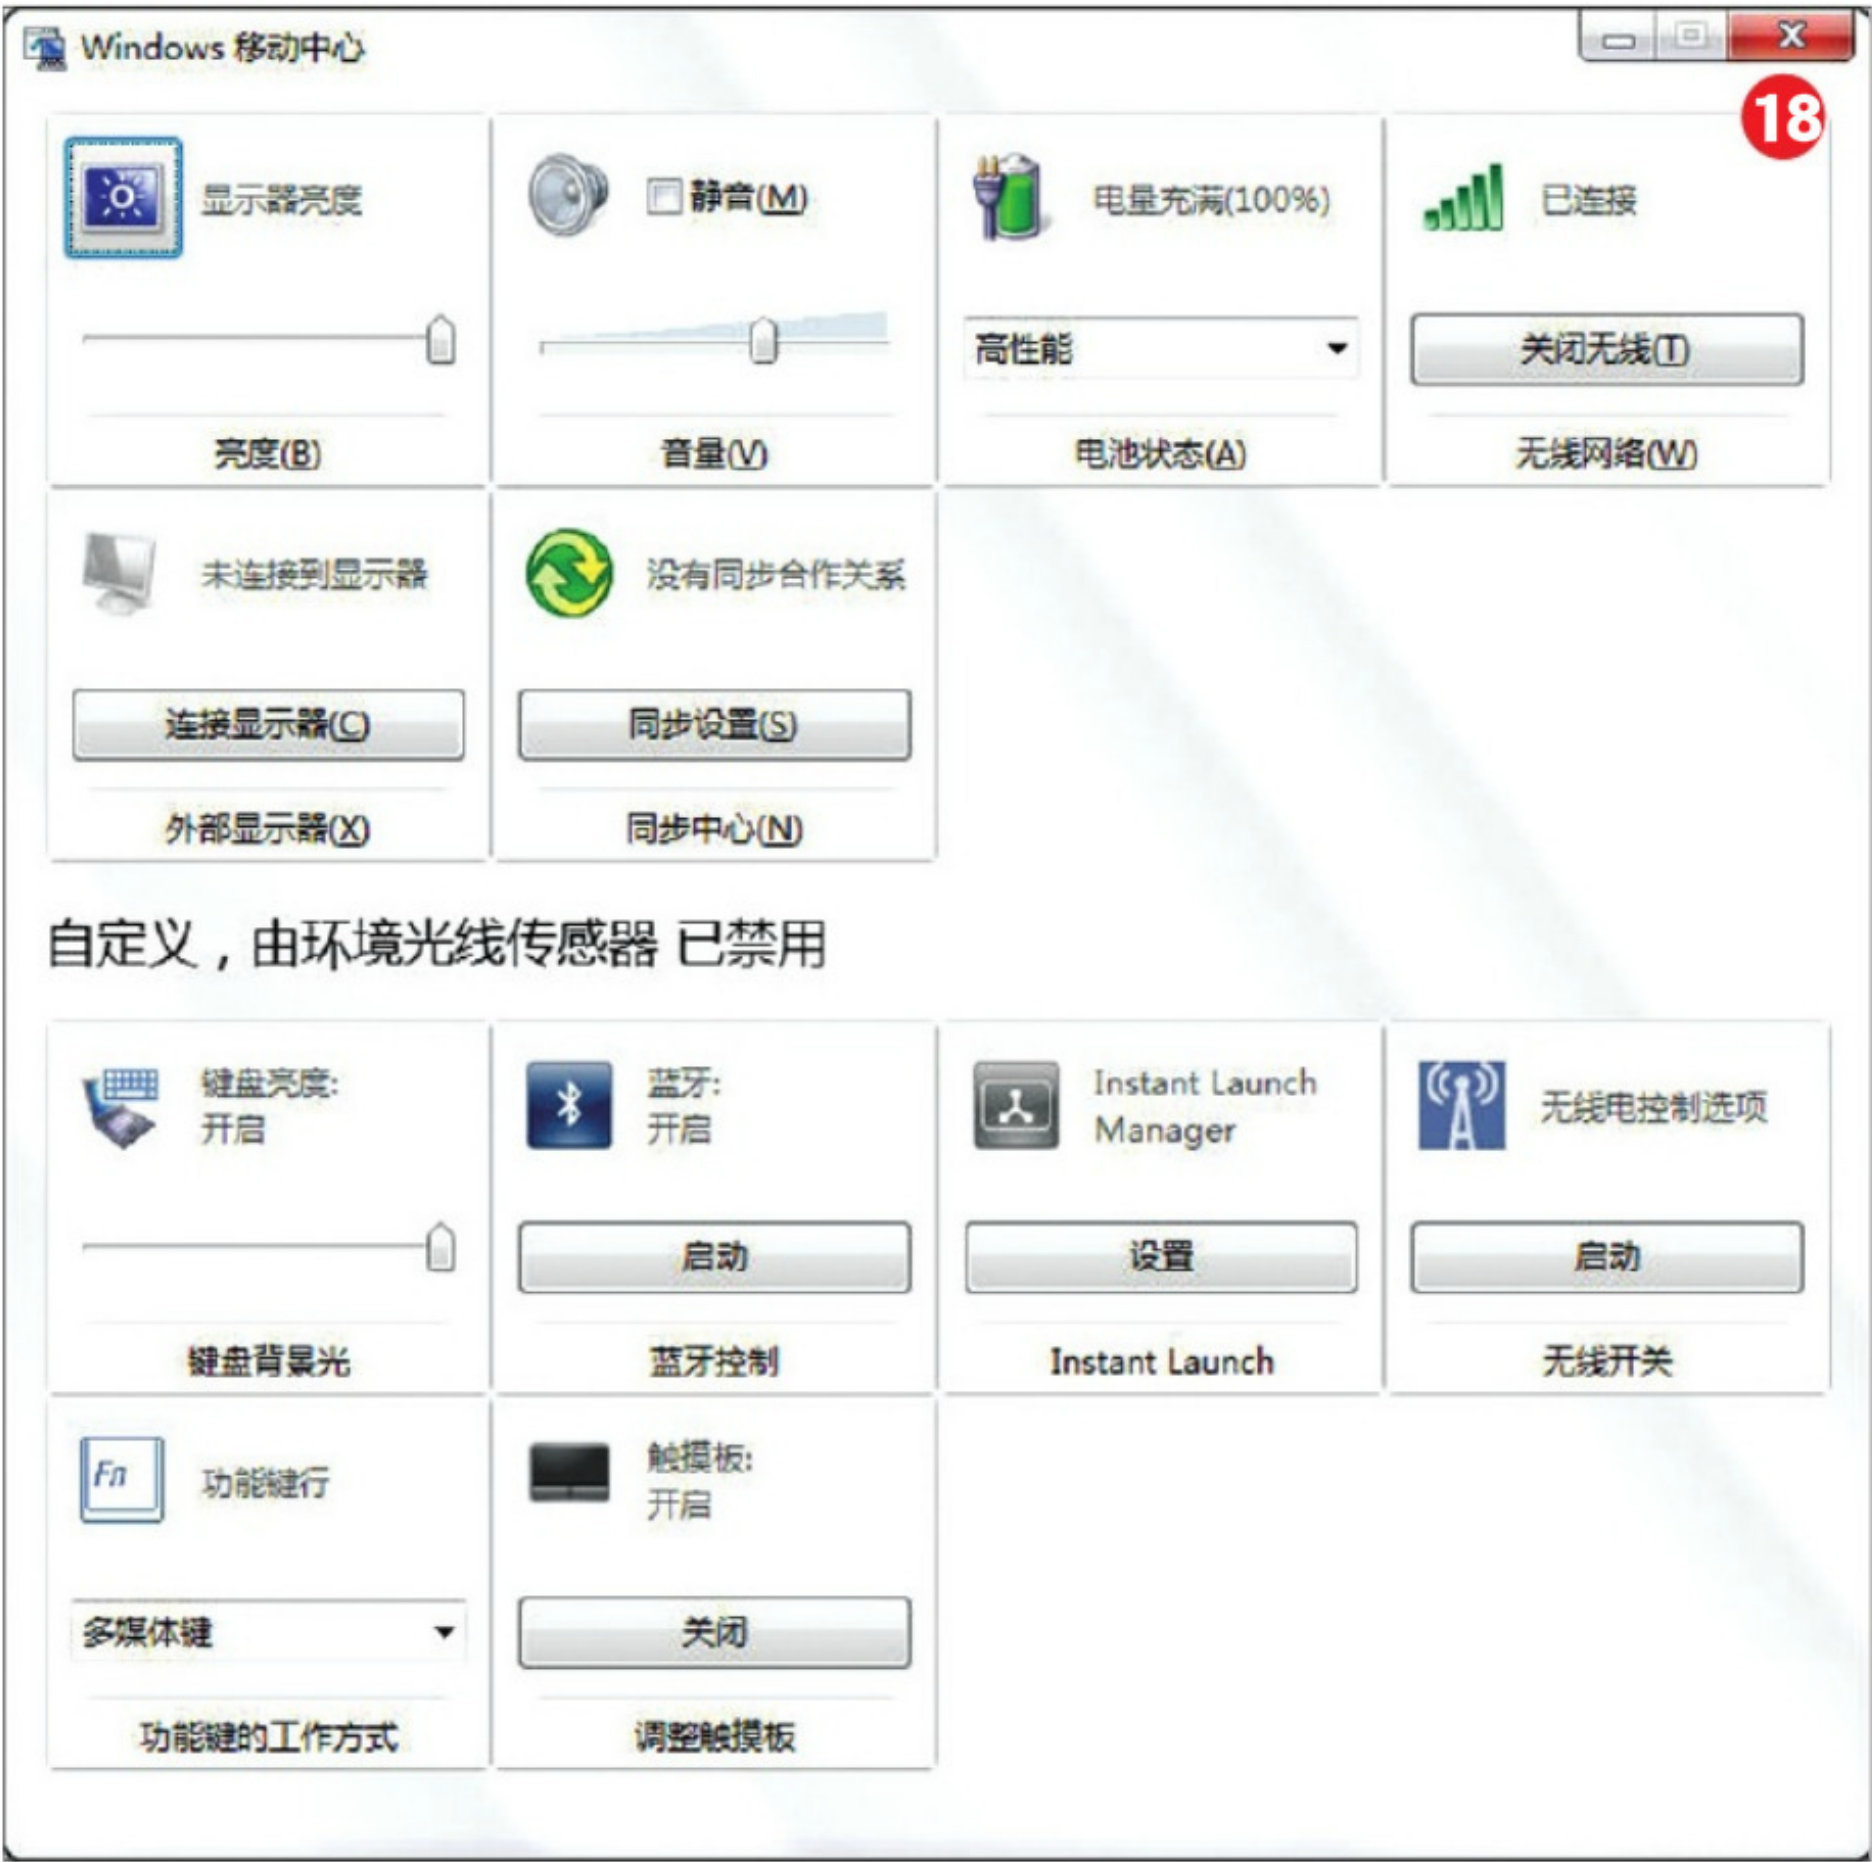 Windows 移动中心
18
显示器亮度
静音(M)
电量充满(100%)
已连接
高性能
关闭无线(T)
亮度(B)
音量(V)
电池状态(A)
无线网络(W)
未连接到显示器
没有同步合作关系
连接显示器(C)
同步设置(S)
外部显示器(X)
同步中心(N)
自定义，由环境光线传感器 已禁用
键盘亮度:
开启
蓝牙:
开启
Instant Launch
Manager
无线电控制选项
启动
设置
启动
键盘背景光
蓝牙控制
Instant Launch
无线开关
Fn
功能键行
触摸板:
开启
多媒体键
关闭
功能键的工作方式
调整触摸板